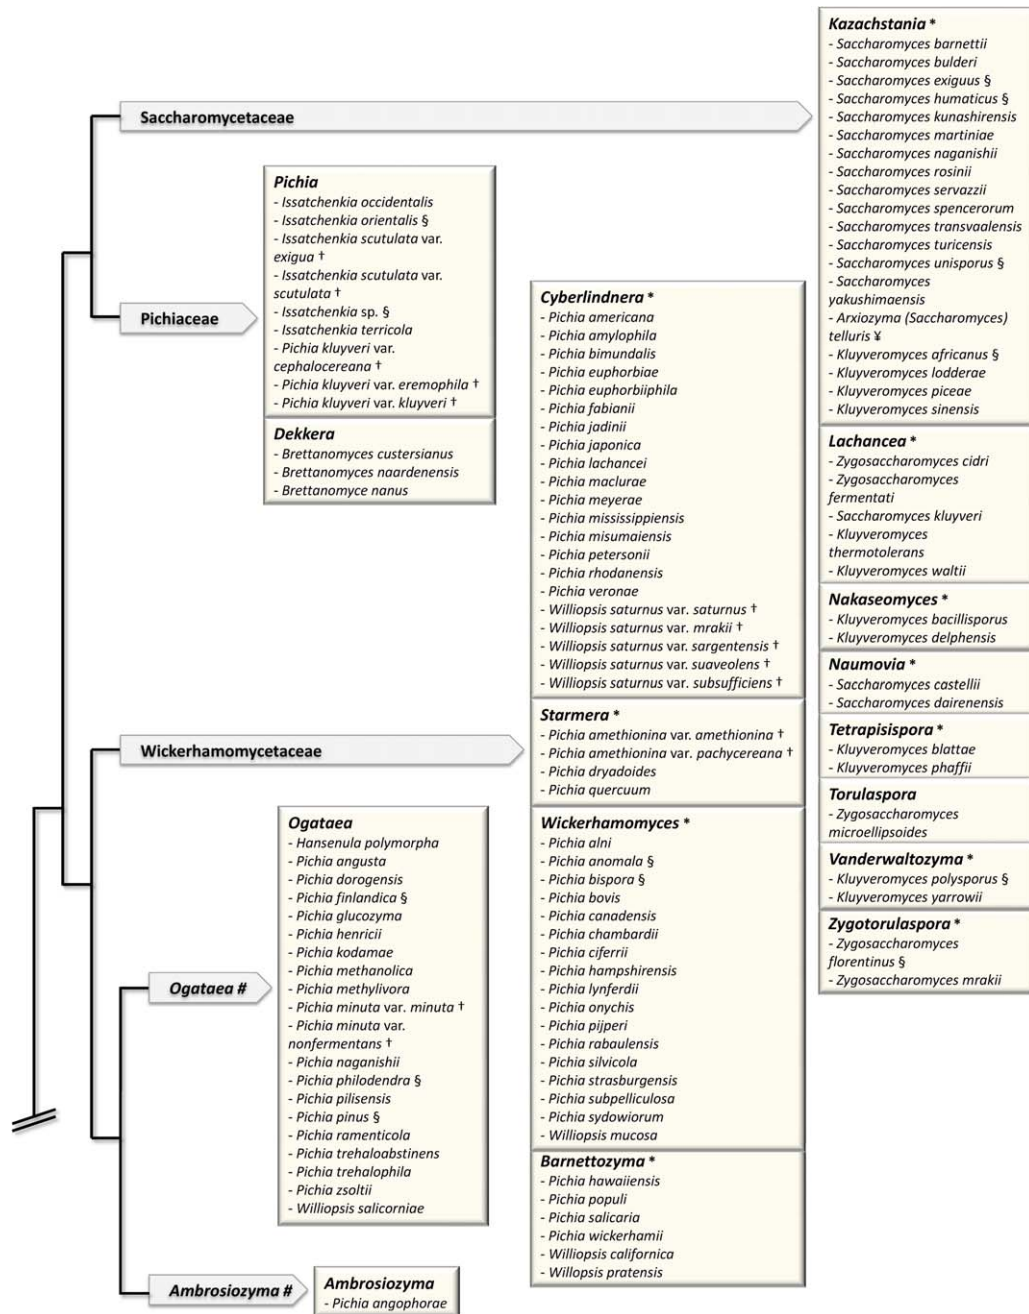 Saccharomycetaceae
Pichiaceae
Pichia
- Issatchenkia occidentalis
- Issatchenkia orientalis §
- Issatchenkia scutulata var.
exigua †
- Issatchenkia scutulata var.
scutulata †
- Issatchenkia sp. §
- Issatchenkia terricola
- Pichia kluyveri var.
cephalocereana †
- Pichia kluyveri var. eremophila †
- Pichia kluyveri var. kluyveri †
Dekkera
- Brettanomyces custersianus
- Brettanomyces naardenensis
- Brettanomyce nanus
Wickerhamomycetaceae
Ogataea #
Ogataea
- Hansenula polymorpha
- Pichia angusta
- Pichia dorogensis
- Pichia finlandica §
- Pichia glucozyma
- Pichia henricii
- Pichia kodamae
- Pichia methanolica
- Pichia methylivora
- Pichia minuta var. minuta †
- Pichia minuta var.
nonfermentans †
- Pichia naganishii
- Pichia philodendra §
- Pichia pilisensis
- Pichia pinus §
- Pichia ramenticola
- Pichia trehaloabstinens
- Pichia trehalophila
- Pichia zsoltii
- Williopsis salicorniae
Ambrosiozyma #
Ambrosiozyma
- Pichia angophorae
Cyberlindnera *
- Pichia americana
- Pichia amylophila
- Pichia bimundalis
- Pichia euphorbiae
- Pichia euphorbiiphila
- Pichia fabianii
- Pichia jadinii
- Pichia japonica
- Pichia lachancei
- Pichia maclurae
- Pichia meyerae
- Pichia mississippiensis
- Pichia misumaiensis
- Pichia petersonii
- Pichia rhodanensis
- Pichia veronae
- Williopsis saturnus var. saturnus †
- Williopsis saturnus var. mrakii †
- Williopsis saturnus var. sargentensis †
- Williopsis saturnus var. suaveolens †
- Williopsis saturnus var. subsufficiens †
Starmera *
- Pichia amethionina var. amethionina †
- Pichia amethionina var. pachycereana †
- Pichia dryadoides
- Pichia quercuum
Wickerhamomyces *
- Pichia alni
- Pichia anomala §
- Pichia bispora §
- Pichia bovis
- Pichia canadensis
- Pichia chambardii
- Pichia ciferrii
- Pichia hampshirensis
- Pichia lynferdii
- Pichia onychis
- Pichia pijperi
- Pichia rabaulensis
- Pichia silvicola
- Pichia strasburgensis
- Pichia subpelliculosa
- Pichia sydowiorum
- Williopsis mucosa
Barnettozyma *
- Pichia hawaiiensis
- Pichia populi
- Pichia salicaria
- Pichia wickerhamii
- Williopsis californica
- Willopsis pratensis
Kazachstania *
- Saccharomyces barnettii
- Saccharomyces bulderi
- Saccharomyces exiguus §
- Saccharomyces humaticus §
- Saccharomyces kunashirensis
- Saccharomyces martiniae
- Saccharomyces naganishii
- Saccharomyces rosinii
- Saccharomyces servazzii
- Saccharomyces spencerorum
- Saccharomyces transvaalensis
- Saccharomyces turicensis
- Saccharomyces unisporus §
- Saccharomyces
yakushimaensis
- Arxiozyma (Saccharomyces)
telluris ¥
- Kluyveromyces africanus §
- Kluyveromyces lodderae
- Kluyveromyces piceae
- Kluyveromyces sinensis
Lachancea *
- Zygosaccharomyces cidri
- Zygosaccharomyces
fermentati
- Saccharomyces kluyveri
- Kluyveromyces
thermotolerans
- Kluyveromyces waltii
Nakaseomyces *
- Kluyveromyces bacillisporus
- Kluyveromyces delphensis
Naumovia *
- Saccharomyces castellii
- Saccharomyces dairenensis
Tetrapisispora *
- Kluyveromyces blattae
- Kluyveromyces phaffii
Torulaspora
- Zygosaccharomyces
microellipsoides
Vanderwaltozyma *
- Kluyveromyces polysporus §
- Kluyveromyces yarrowii
Zygotorulaspora *
- Zygosaccharomyces
florentinus §
- Zygosaccharomyces mrakii